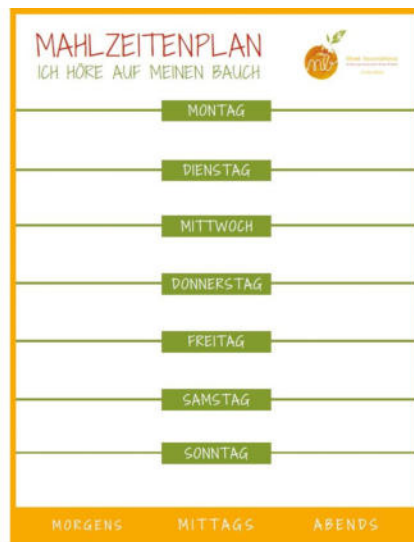 MAHLZEITENPLAN
ICH HÖRE AUF MEINEN BAUCH
MONTAG
DIENSTAG
MITTWOCH
DONNERSTAG
FREITAG
SAMSTAG
SONNTAG
MORGENS MITTAGS ABENDS